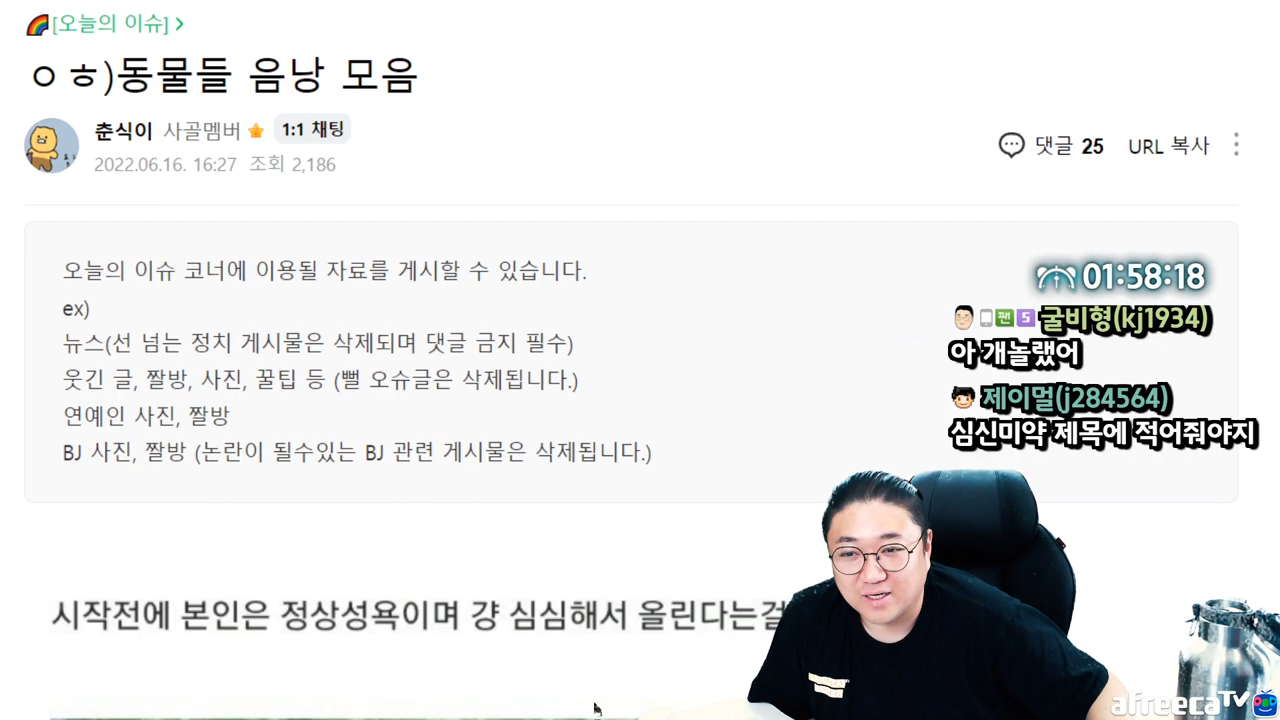 [오늘의 이슈] >
ㅇㅎ)동물들 음낭 모음
춘식이 사골멤버 1:1 채팅
2022.06.16. 16:27 조회 2,186
댓글 25 URL 복사
오늘의 이슈 코너에 이용될 자료를 게시할 수 있습니다.
ex)
뉴스(선 넘는 정치 게시물은 삭제되며 댓글 금지 필수)
웃긴 글, 짤방, 사진, 꿀팁 등 (뻘 오슈글은 삭제됩니다.)
연예인 사진, 짤방
BJ 사진, 짤방 (논란이 될수있는 BJ 관련 게시물은 삭제됩니다.)
01:58:18
팬 5 굴비형(kj1934)
아 개놀랬어
제이멀(j284564)
심신미약 제목에 적어줘야지
시작전에 본인은 정상성욕이며 걍 심심해서 올린다는걸
afreecaTV